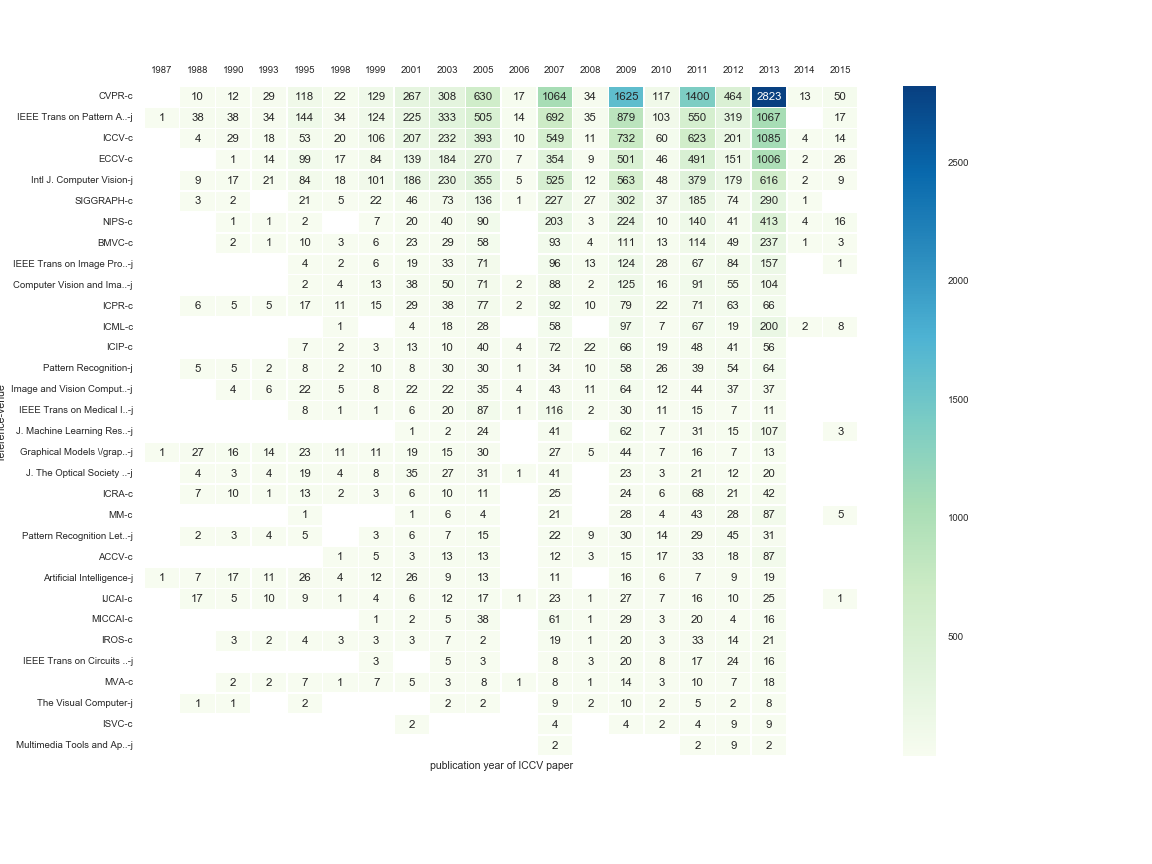 1987 1988 1990 1993 1995 1998 1999 2001 2003 2005 2006 2007 2008 2009 2010 2011 2012 2013 2014 2015
CVPR-c 10 12 29 118 22 129 267 308 630 17 1064 34 1625 117 1400 464 2823 13 50
IEEE Trans on Pattern A..-j 1 38 38 34 144 34 124 225 333 505 14 692 35 879 103 550 319 1067 17
ICCV-c 4 29 18 53 20 106 207 232 393 10 549 11 732 60 623 201 1085 4 14
ECCV-c 1 14 99 17 84 139 184 270 7 354 9 501 46 491 151 1006 2 26
Intl J. Computer Vision-j 9 17 21 84 18 101 186 230 355 5 525 12 563 48 379 179 616 2 9
SIGGRAPH-c 3 2 21 5 22 46 73 136 1 227 27 302 37 185 74 290 1
NIPS-c 1 1 2 7 20 40 90 203 3 224 10 140 41 413 4 16
BMVC-c 2 1 10 3 6 23 29 58 93 4 111 13 114 49 237 1 3
IEEE Trans on Image Pro..-j 4 2 6 19 33 71 96 13 124 28 67 84 157 1
Computer Vision and Ima..-j 2 4 13 38 50 71 2 88 2 125 16 91 55 104
ICPR-c 6 5 5 17 11 15 29 38 77 2 92 10 79 22 71 63 66
ICML-c 1 4 18 28 58 97 7 67 19 200 2 8
ICIP-c 7 2 3 13 10 40 4 72 22 66 19 48 41 56
Pattern Recognition-j 5 5 2 8 2 10 8 30 30 1 34 10 58 26 39 54 64
Image and Vision Comput..-j 4 6 22 5 8 22 22 35 4 43 11 64 12 44 37 37
IEEE Trans on Medical I..-j 8 1 1 6 20 87 1 116 2 30 11 15 7 11
J. Machine Learning Res..-j 1 2 24 41 62 7 31 15 107 3
Graphical Models \/grap..-j 1 27 16 14 23 11 11 19 15 30 27 5 44 7 16 7 13
J. The Optical Society ..-j 4 3 4 19 4 8 35 27 31 1 41 23 3 21 12 20
ICRA-c 7 10 1 13 2 3 6 10 11 25 24 6 68 21 42
MM-c 1 1 6 4 21 28 4 43 28 87 5
Pattern Recognition Let..-j 2 3 4 5 3 6 7 15 22 9 30 14 29 45 31
ACCV-c 1 5 3 13 13 12 3 15 17 33 18 87
Artificial Intelligence-j 1 7 17 11 26 4 12 26 9 13 11 16 6 7 9 19
IJCAI-c 17 5 10 9 1 4 6 12 17 1 23 1 27 7 16 10 25 1
MICCAI-c 1 2 5 38 61 1 29 3 20 4 16
IROS-c 3 2 4 3 3 3 7 2 19 1 20 3 33 14 21
IEEE Trans on Circuits ..-j 3 5 3 8 3 20 8 17 24 16
MVA-c 2 2 7 1 7 5 3 8 1 8 1 14 3 10 7 18
The Visual Computer-j 1 1 2 2 2 9 2 10 2 5 2 8
ISVC-c 2 4 4 2 4 9 9
Multimedia Tools and Ap..-j 2 2 9 2
publication year of ICCV paper
2500
2000
1500
1000
500